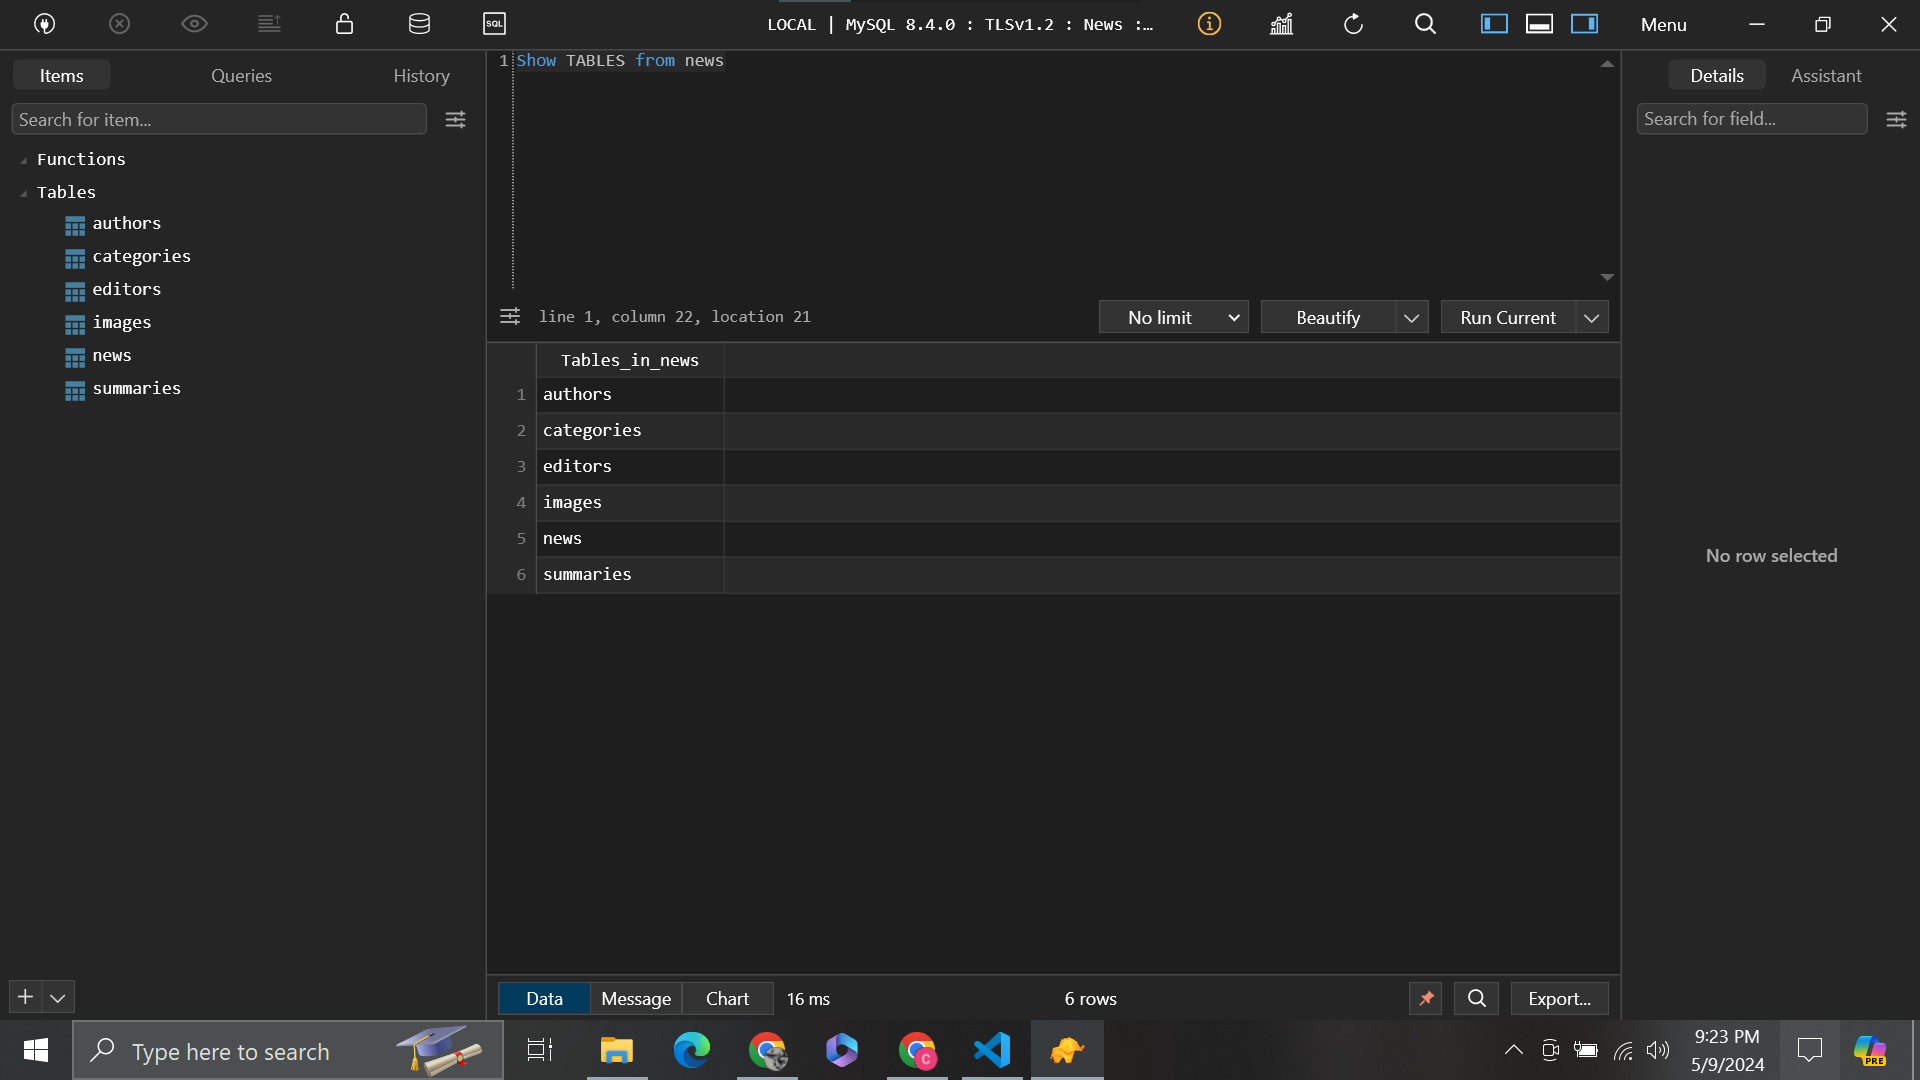 SQL
LOCAL | MySQL 8.4.0 : TLSv1.2 : News :...
Menu
Items
Queries
History
Search for item...
Functions
Tables
authors
categories
editors
images
news
summaries
1 Show TABLES from news
line 1, column 22, location 21
No limit
Beautify
Run Current
Tables_in_news
1 authors
2 categories
3 editors
4 images
5 news
6 summaries
Data
Message
Chart
16 ms
6 rows
Export...
Details
Assistant
Search for field...
No row selected
Type here to search
C
9:23 PM
5/9/2024
PRE